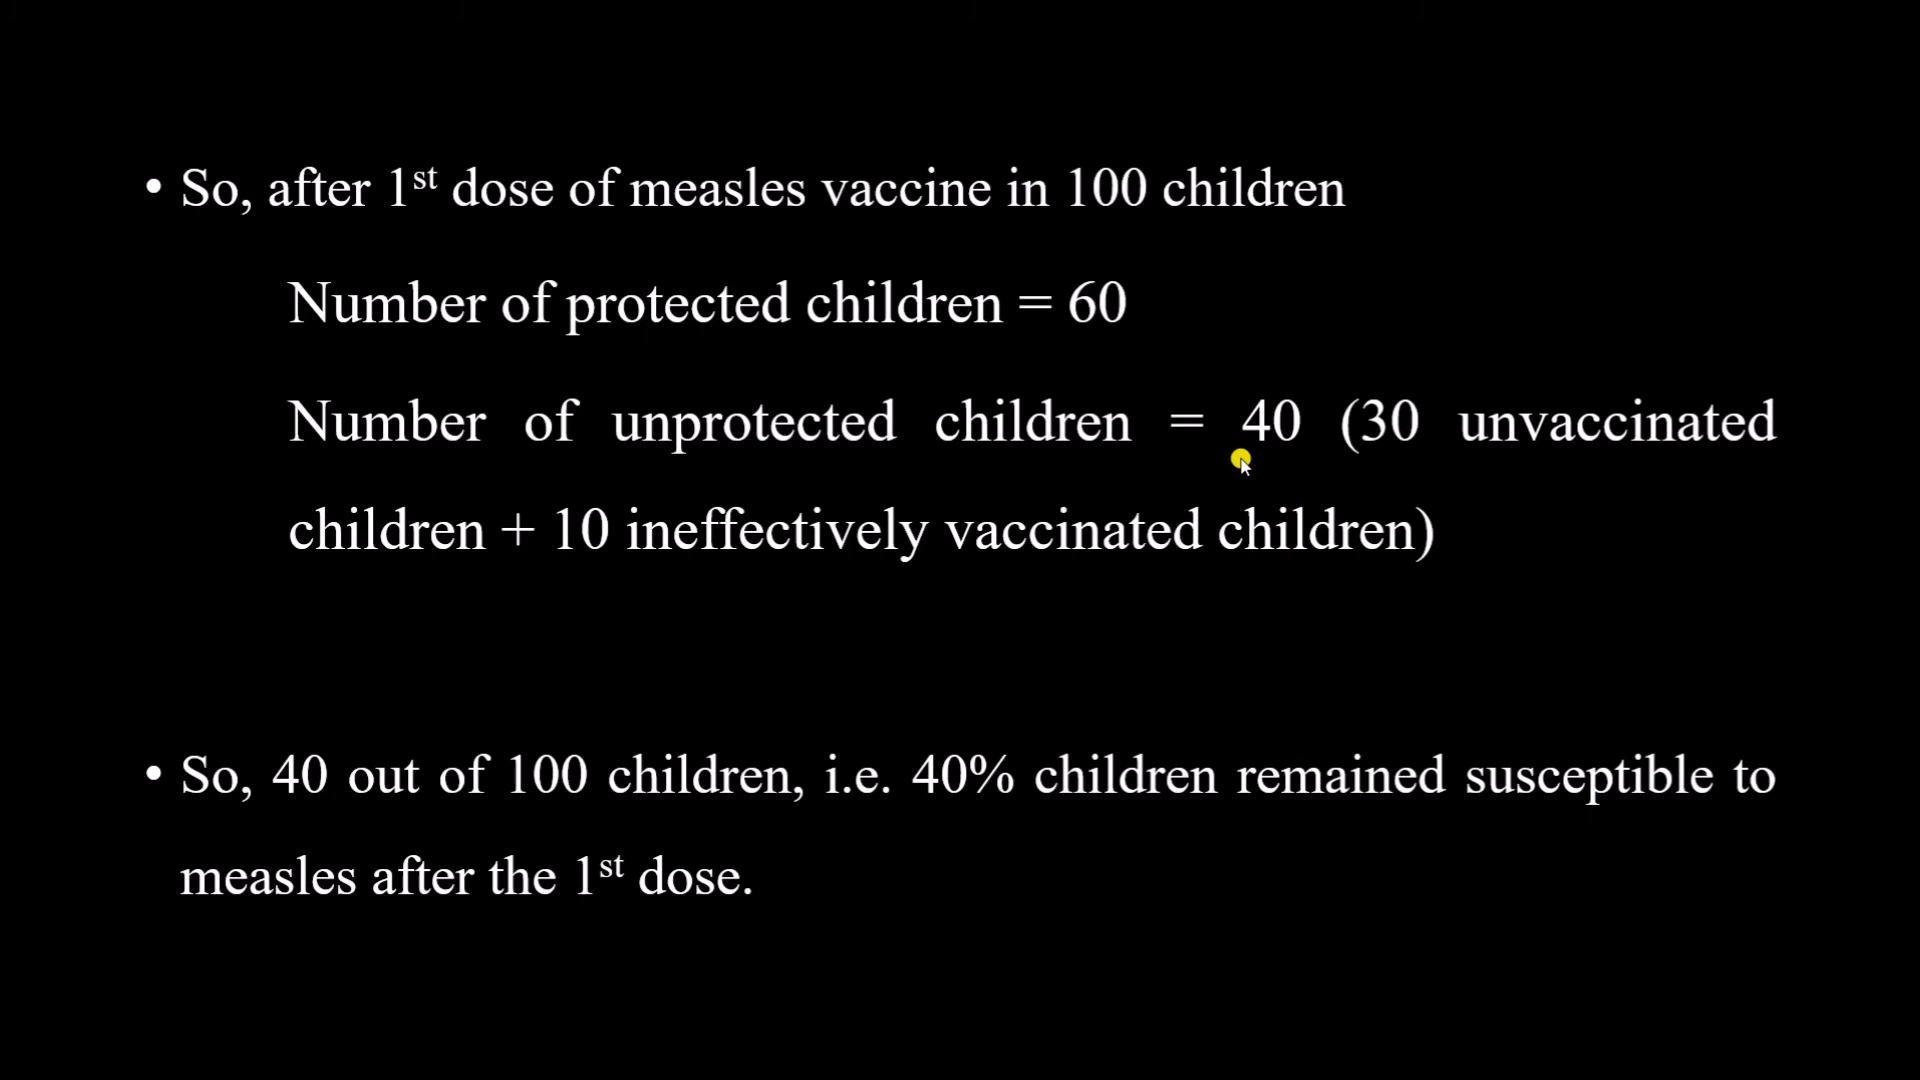 • So, after 1st dose of measles vaccine in 100 children
Number of protected children = 60
Number of unprotected children = 40 (30 unvaccinated
children + 10 ineffectively vaccinated children)
• So, 40 out of 100 children, i.e. 40% children remained susceptible to
measles after the 1st dose.